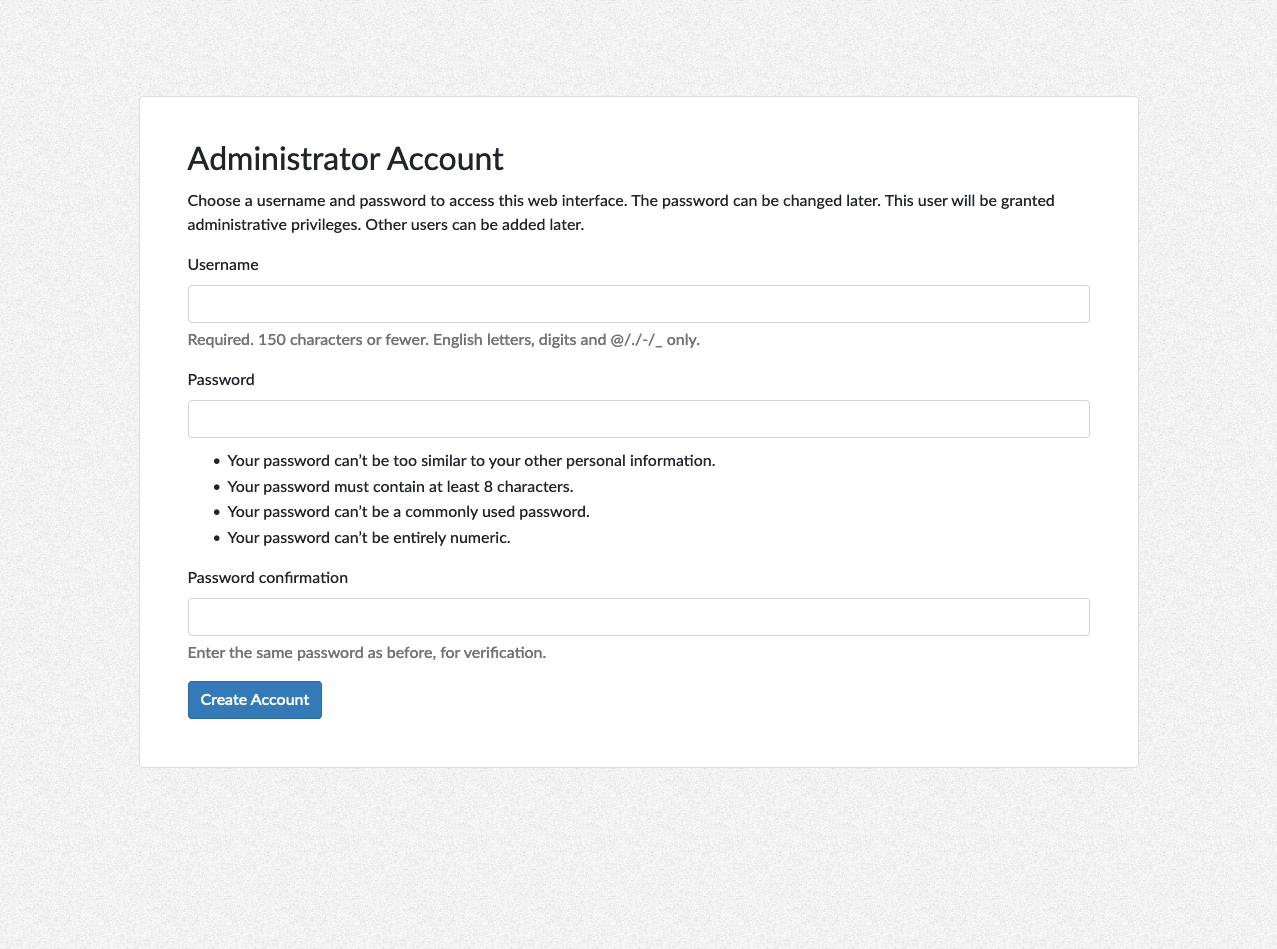 Administrator Account
Choose a username and password to access this web interface. The password can be changed later. This user will be granted
administrative privileges. Other users can be added later.
Username
Required. 150 characters or fewer. English letters, digits and @/./-/_ only.
Password
• Your password can’t be too similar to your other personal information.
• Your password must contain at least 8 characters.
• Your password can’t be a commonly used password.
• Your password can’t be entirely numeric.
Password confirmation
Enter the same password as before, for verification.
Create Account